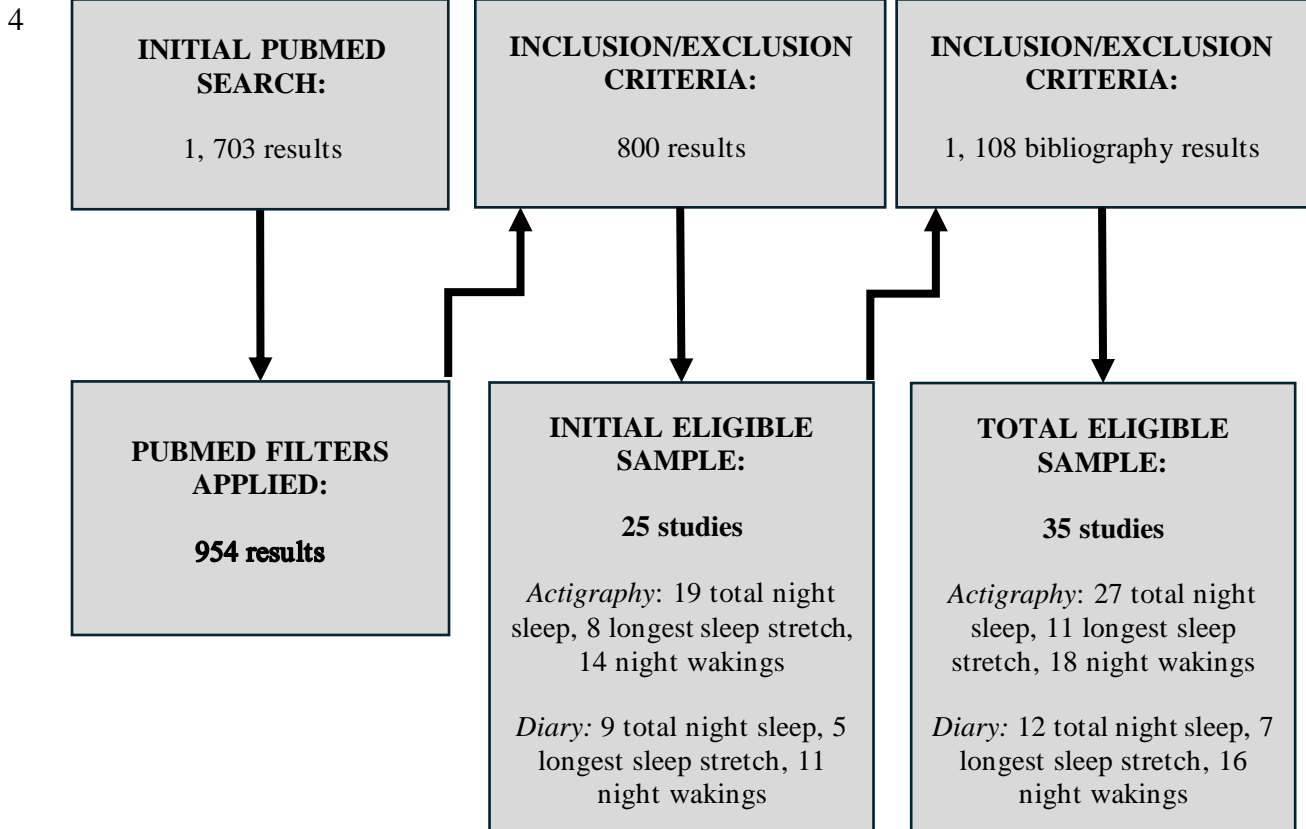 4
INITIAL PUBMED
SEARCH:
1, 703 results
PUBMED FILTERS
APPLIED:
954 results
INCLUSION/EXCLUSION
CRITERIA:
800 results
INITIAL ELIGIBLE
SAMPLE:
25 studies
Actigraphy: 19 total night
sleep, 8 longest sleep stretch,
14 night wakings
Diary: 9 total night sleep, 5
longest sleep stretch, 11
night wakings
INCLUSION/EXCLUSION
CRITERIA:
1, 108 bibliography results
TOTAL ELIGIBLE
SAMPLE:
35 studies
Actigraphy: 27 total night
sleep, 11 longest sleep
stretch, 18 night wakings
Diary: 12 total night sleep, 7
longest sleep stretch, 16
night wakings